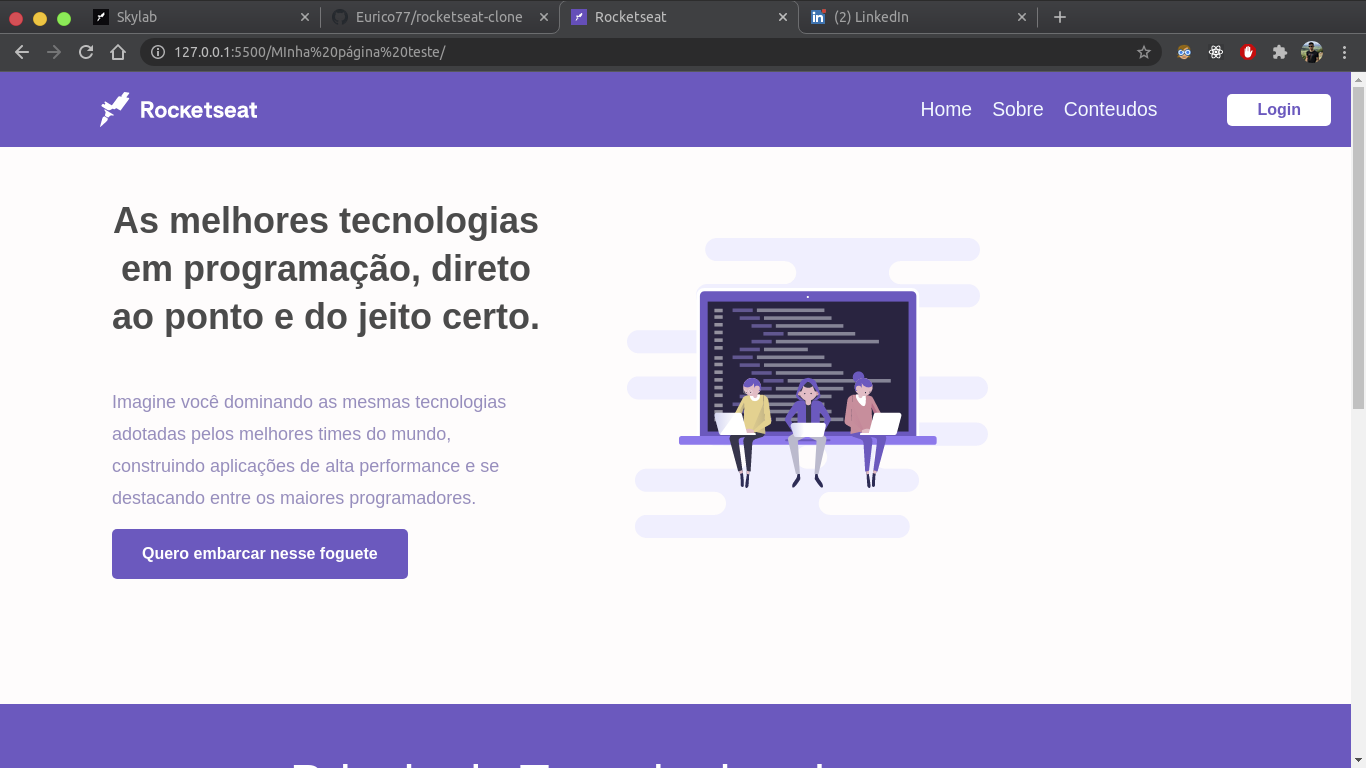 Skylab
Eurico77/rocketseat-clone
Rocketseat
(2) LinkedIn
127.0.0.1:5500/MInha%20página%20teste/
Rocketseat
Home
Sobre
Conteudos
Login
As melhores tecnologias
em programação, direto
ao ponto e do jeito certo.
Imagine você dominando as mesmas tecnologias
adotadas pelos melhores times do mundo,
construindo aplicações de alta performance e se
destacando entre os maiores programadores.
Quero embarcar nesse foguete